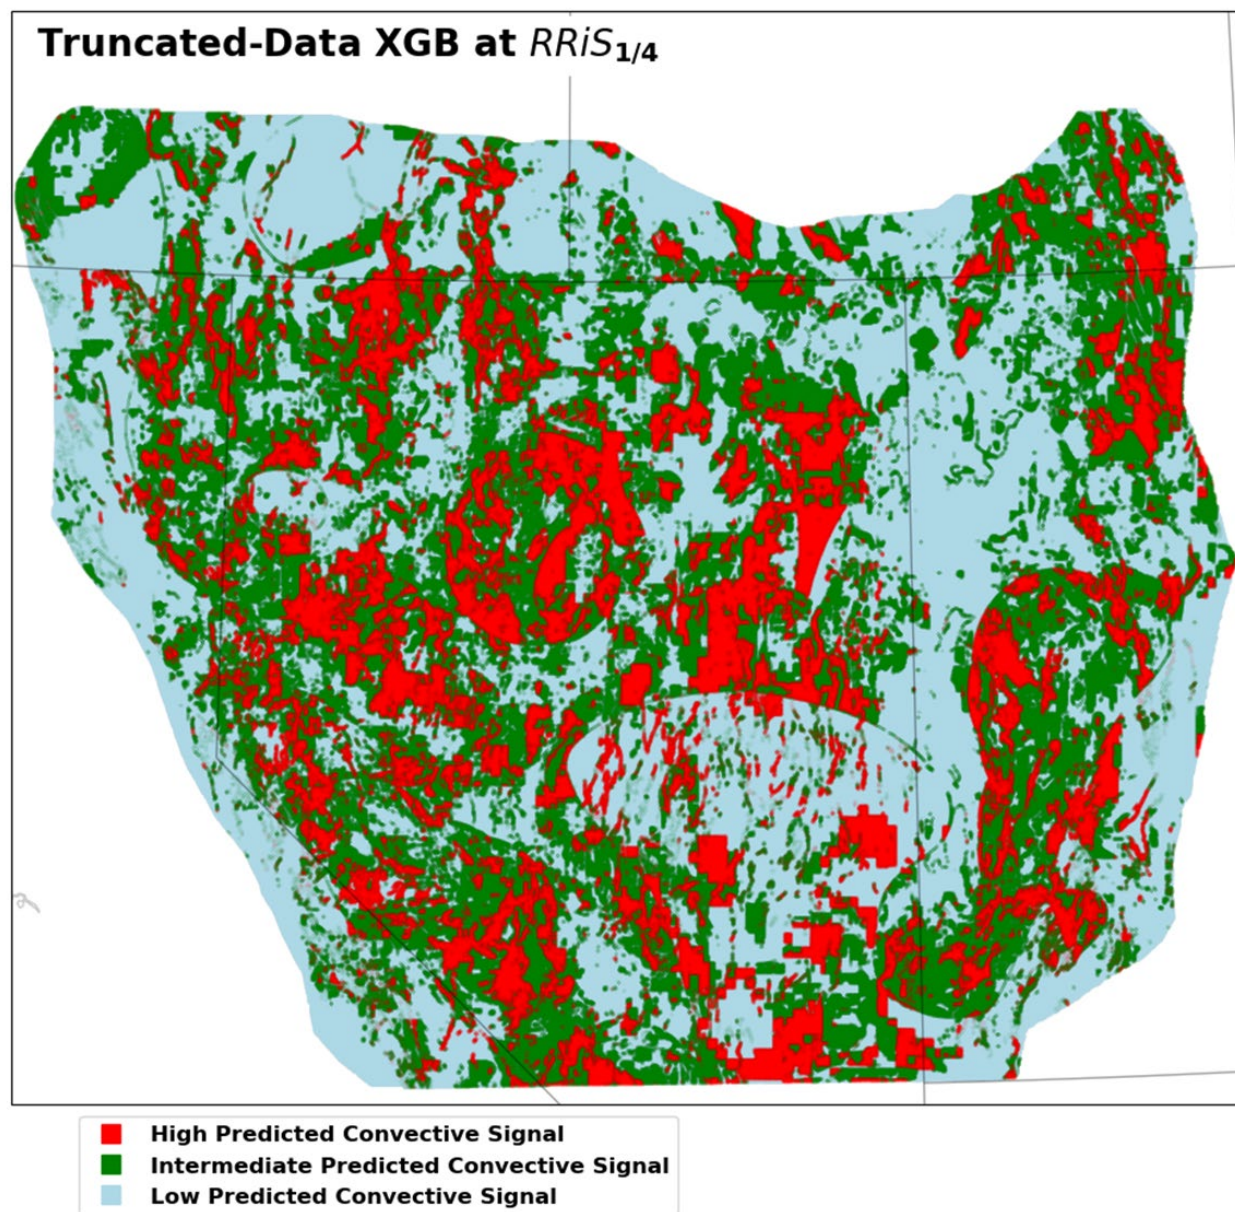 Truncated-Data XGB at RRiS1/4
High Predicted Convective Signal
Intermediate Predicted Convective Signal
Low Predicted Convective Signal